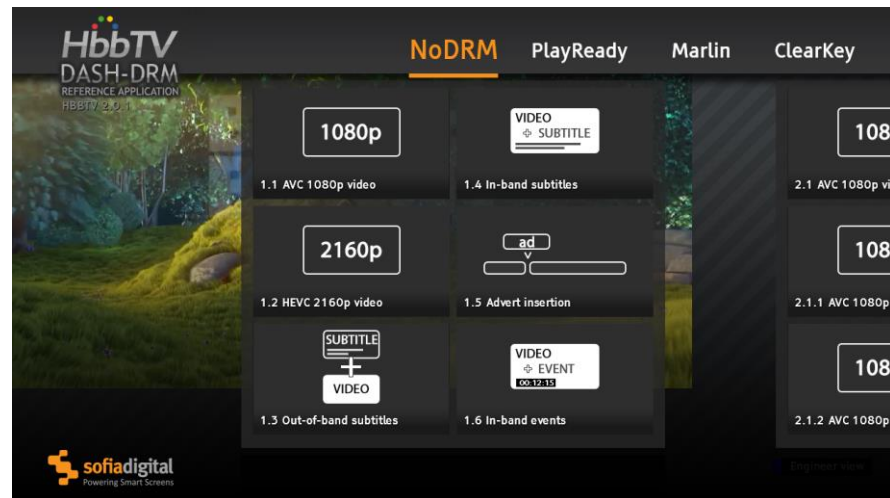 HbbTV
DASH-DRM
REFERENCE APPLICATION
HBBTV 2.0.1
NoDRM
PlayReady
Marlin
ClearKey
1080p
1.1 AVC 1080p video
VIDEO
+ SUBTITLE
1.4 In-band subtitles
108
2.1 AVC 1080p vi
2160p
1.2 HEVC 2160p video
ad
1.5 Advert insertion
108
2.1.1 AVC 1080p
SUBTITLE
+
VIDEO
1.3 Out-of-band subtitles
VIDEO
+ EVENT
00:12:15
1.6 In-band events
108
2.1.2 AVC 1080p
sofiadigital
Powering Smart Screens
Engineer view